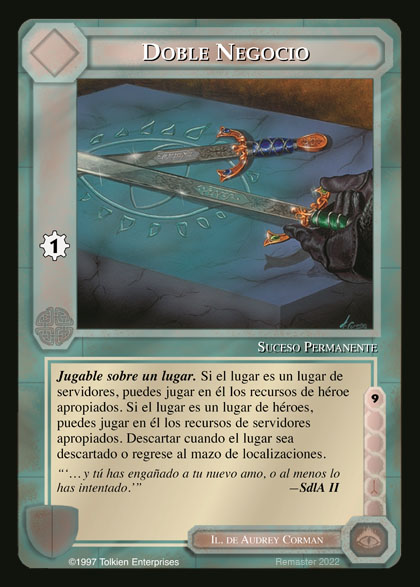 Doble Negocio
1
Suceso Permanente
Jugable sobre un lugar. Si el lugar es un lugar de
servidores, puedes jugar en él los recursos de héroe
apropiados. Si el lugar es un lugar de héroes,
puedes jugar en él los recursos de servidores
apropiados. Descartar cuando el lugar sea
descartado o regrese al mazo de localizaciones.
“‘…y tú has engañado a tu nuevo amo, o al menos lo
has intentado.’” —SdlA II
9
Il. de Audrey Corman
©1997 Tolkien Enterprises Remaster 2022